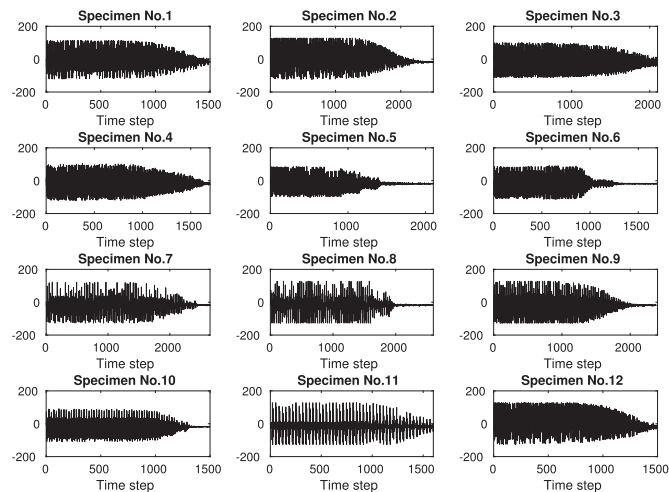 Specimen No.1
Specimen No.2
Specimen No.3
200
0
-200
0 500 1000 1500
Time step
200
0
-200
0 1000 2000
Time step
200
0
-200
0 1000 2000
Time step
Specimen No.4
Specimen No.5
Specimen No.6
200
0
-200
0 500 1000 1500
Time step
200
0
-200
0 1000 2000
Time step
200
0
-200
0 500 1000 1500
Time step
Specimen No.7
Specimen No.8
Specimen No.9
200
0
-200
0 1000 2000
Time step
200
0
-200
0 1000 2000
Time step
200
0
-200
0 1000 2000
Time step
Specimen No.10
Specimen No.11
Specimen No.12
200
0
-200
0 500 1000 1500
Time step
200
0
-200
0 500 1000 1500
Time step
200
0
-200
0 500 1000 1500
Time step